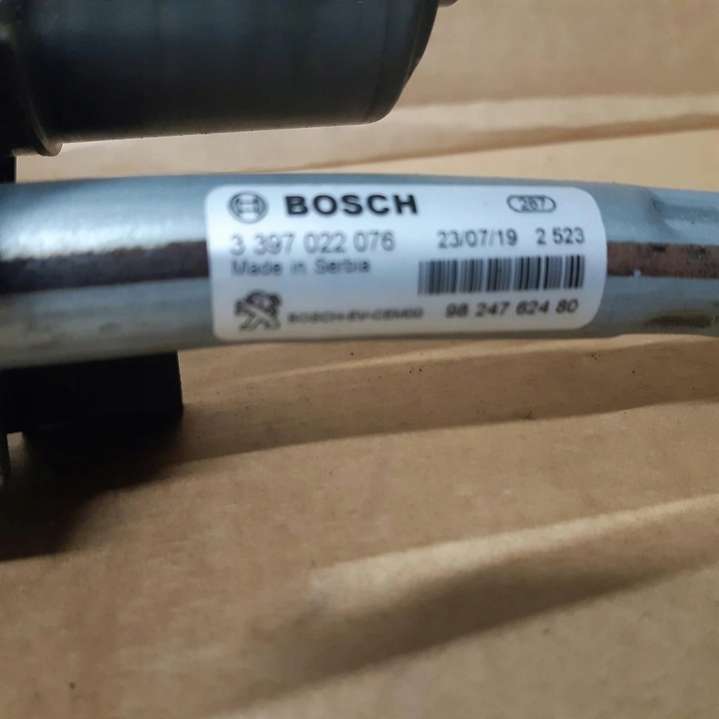 BOSCH 287
3 397 022 076 23/07/19 2 523
Made in Serbia
98 247 624 80